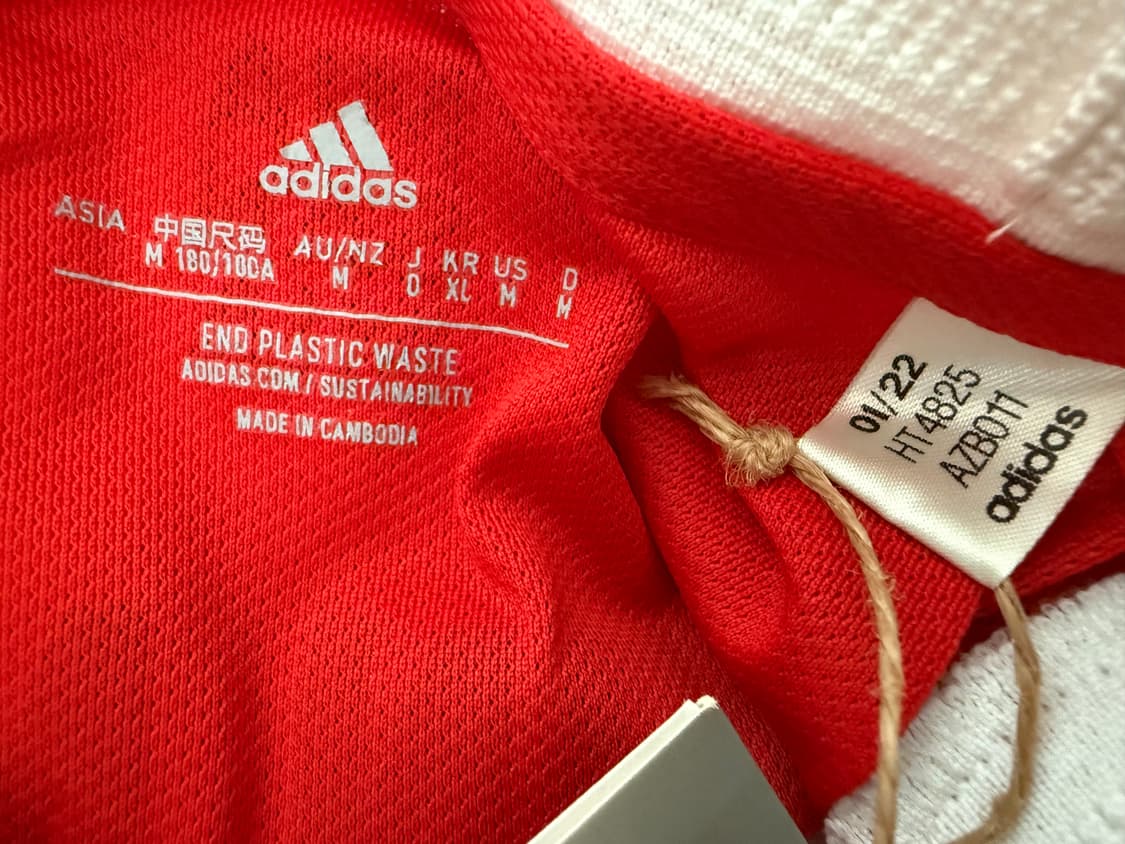 adidas
ASIA 中国尺码 AU/NZ J KR US D
M 180/100A M O XL M M
END PLASTIC WASTE
ADIDAS.COM / SUSTAINABILITY
MADE IN CAMBODIA
01/22
HT4825
AZB011
adidas